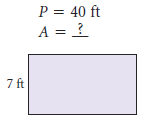 P = 40 ft
A = ?
7 ft